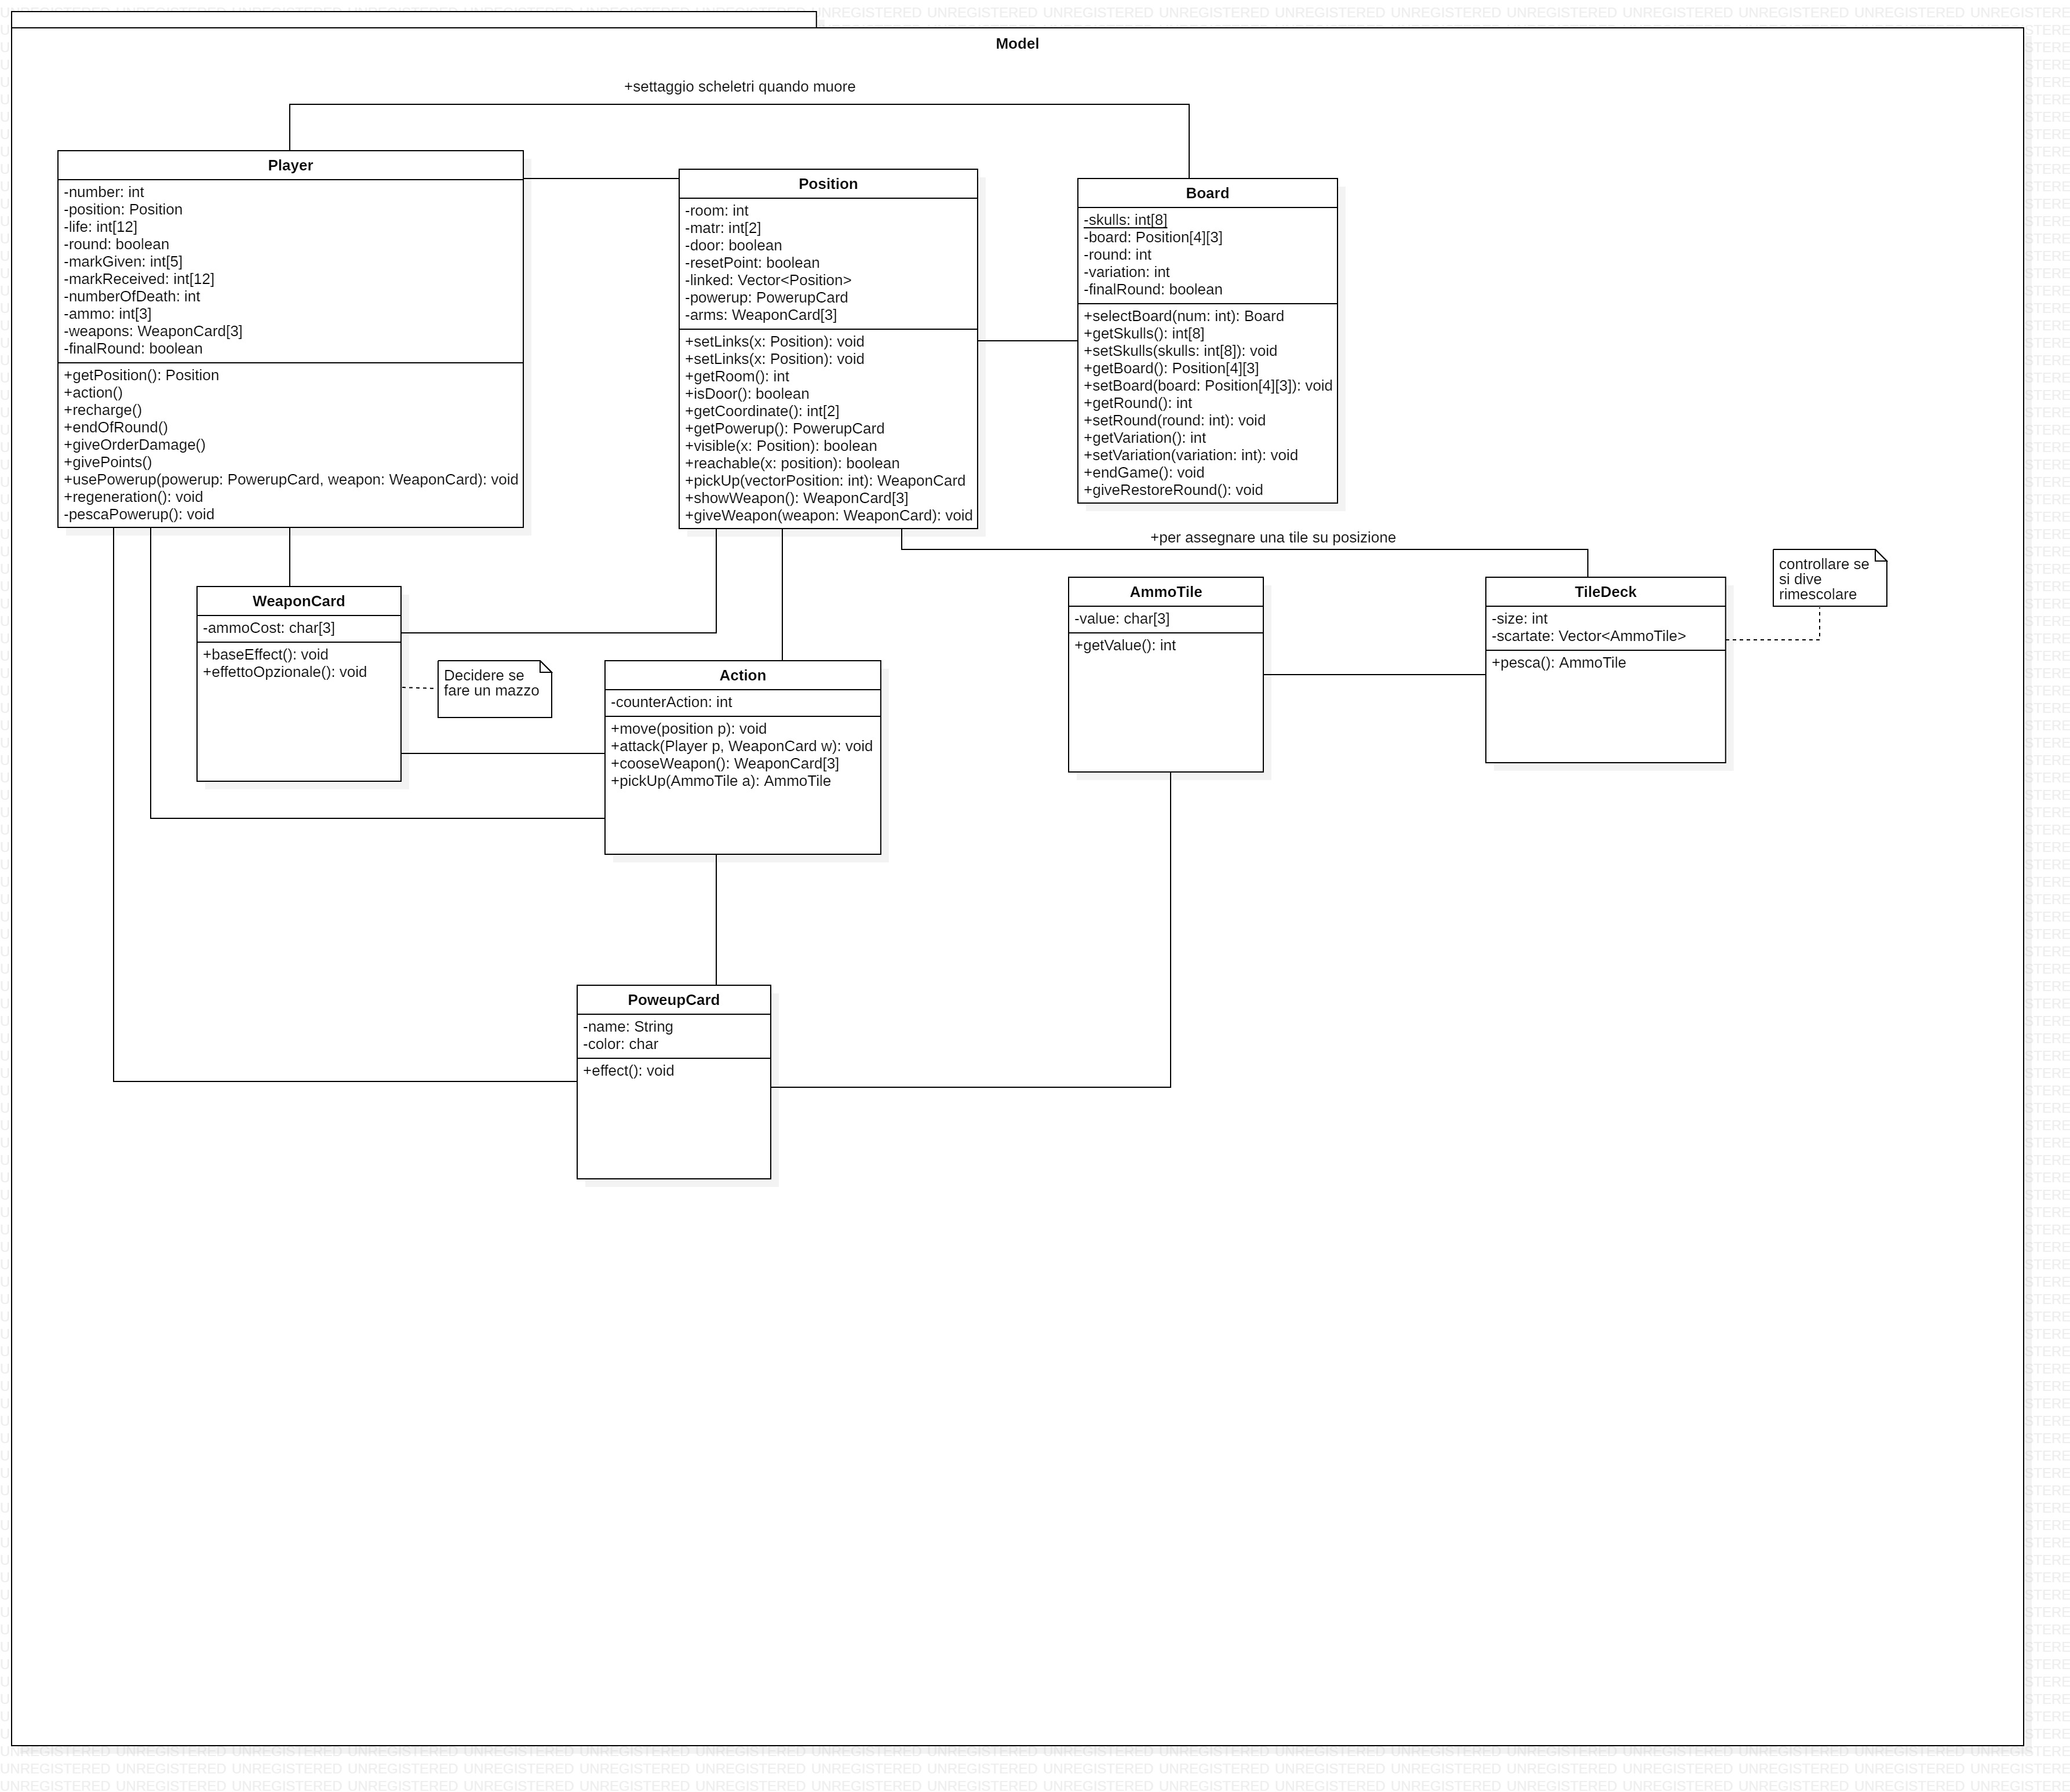 Model
+settaggio scheletri quando muore
Player
-number: int
-position: Position
-life: int[12]
-round: boolean
-markGiven: int[5]
-markReceived: int[12]
-numberOfDeath: int
-ammo: int[3]
-weapons: WeaponCard[3]
-finalRound: boolean
+getPosition(): Position
+action()
+recharge()
+endOfRound()
+giveOrderDamage()
+givePoints()
+usePowerup(powerup: PowerupCard, weapon: WeaponCard): void
+regeneration(): void
-pescaPowerup(): void
Position
-room: int
-matr: int[2]
-door: boolean
-resetPoint: boolean
-linked: Vector<Position>
-powerup: PowerupCard
-arms: WeaponCard[3]
+setLinks(x: Position): void
+setLinks(x: Position): void
+getRoom(): int
+isDoor(): boolean
+getCoordinate(): int[2]
+getPowerup(): PowerupCard
+visible(x: Position): boolean
+reachable(x: position): boolean
+pickUp(vectorPosition: int): WeaponCard
+showWeapon(): WeaponCard[3]
+giveWeapon(weapon: WeaponCard): void
Board
-skulls: int[8]
-board: Position[4][3]
-round: int
-variation: int
-finalRound: boolean
+selectBoard(num: int): Board
+getSkulls(): int[8]
+setSkulls(skulls: int[8]): void
+getBoard(): Position[4][3]
+setBoard(board: Position[4][3]): void
+getRound(): int
+setRound(round: int): void
+getVariation(): int
+setVariation(variation: int): void
+endGame(): void
+giveRestoreRound(): void
+per assegnare una tile su posizione
WeaponCard
-ammoCost: char[3]
+baseEffect(): void
+effettoOpzionale(): void
Decidere se
fare un mazzo
Action
-counterAction: int
+move(position p): void
+attack(Player p, WeaponCard w): void
+cooseWeapon(): WeaponCard[3]
+pickUp(AmmoTile a): AmmoTile
AmmoTile
-value: char[3]
+getValue(): int
TileDeck
-size: int
-scartate: Vector<AmmoTile>
+pesca(): AmmoTile
controllare se
si dive
rimescolare
PoweupCard
-name: String
-color: char
+effect(): void